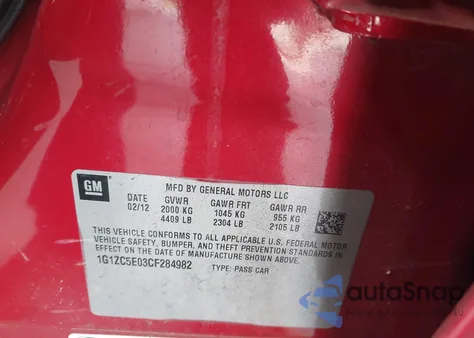 GM
MFD BY GENERAL MOTORS LLC
DATE GVWR GAWR FRT GAWR RR
02/12 2000 KG 1045 KG 955 KG
4409 LB 2304 LB 2105 LB
THIS VEHICLE CONFORMS TO ALL APPLICABLE U.S. FEDERAL MOTOR
VEHICLE SAFETY, BUMPER, AND THEFT PREVENTION STANDARDS IN
EFFECT ON THE DATE OF MANUFACTURE SHOWN ABOVE.
1G1ZC5E03CF284982 TYPE: PASS CAR
autoSnap